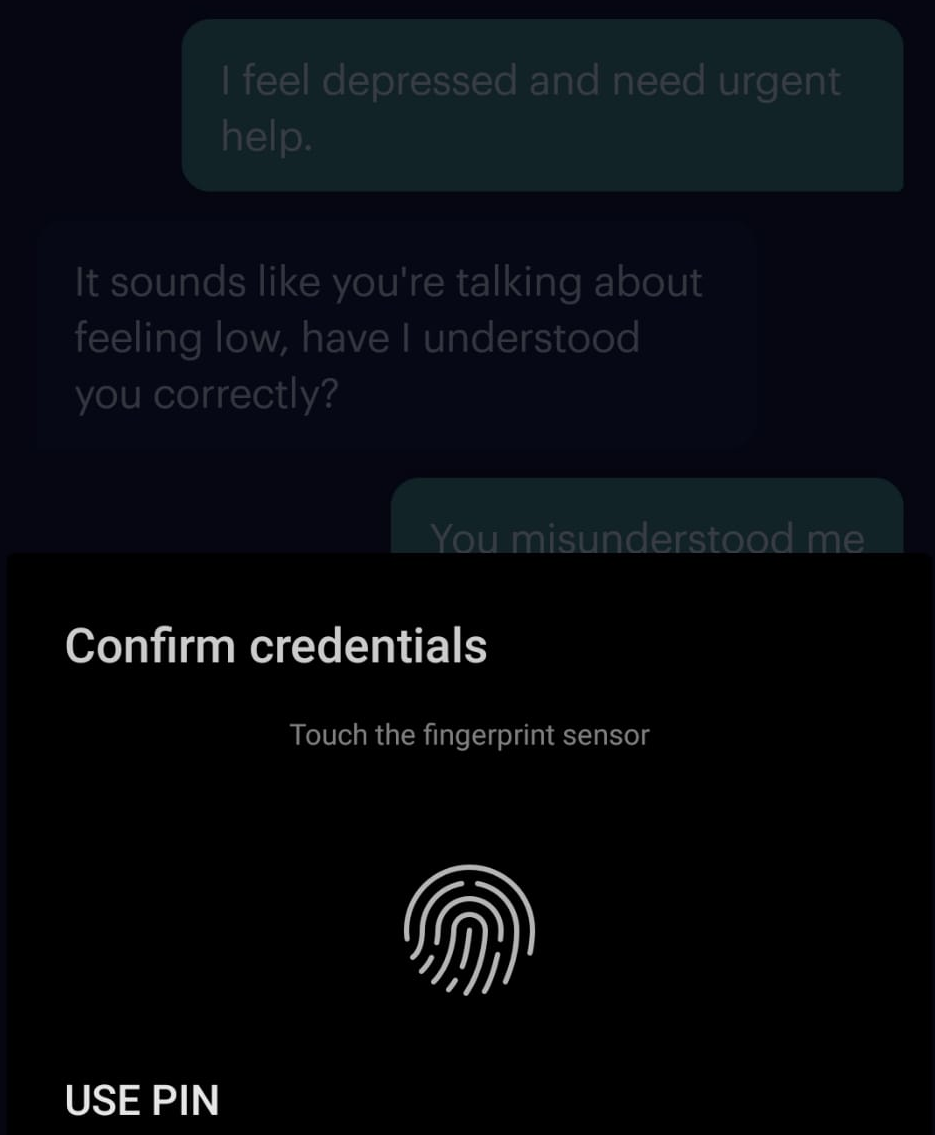 I feel depressed and need urgent
help.
It sounds like you're talking about
feeling low, have I understood
you correctly?
You misunderstood me
Confirm credentials
Touch the fingerprint sensor
USE PIN